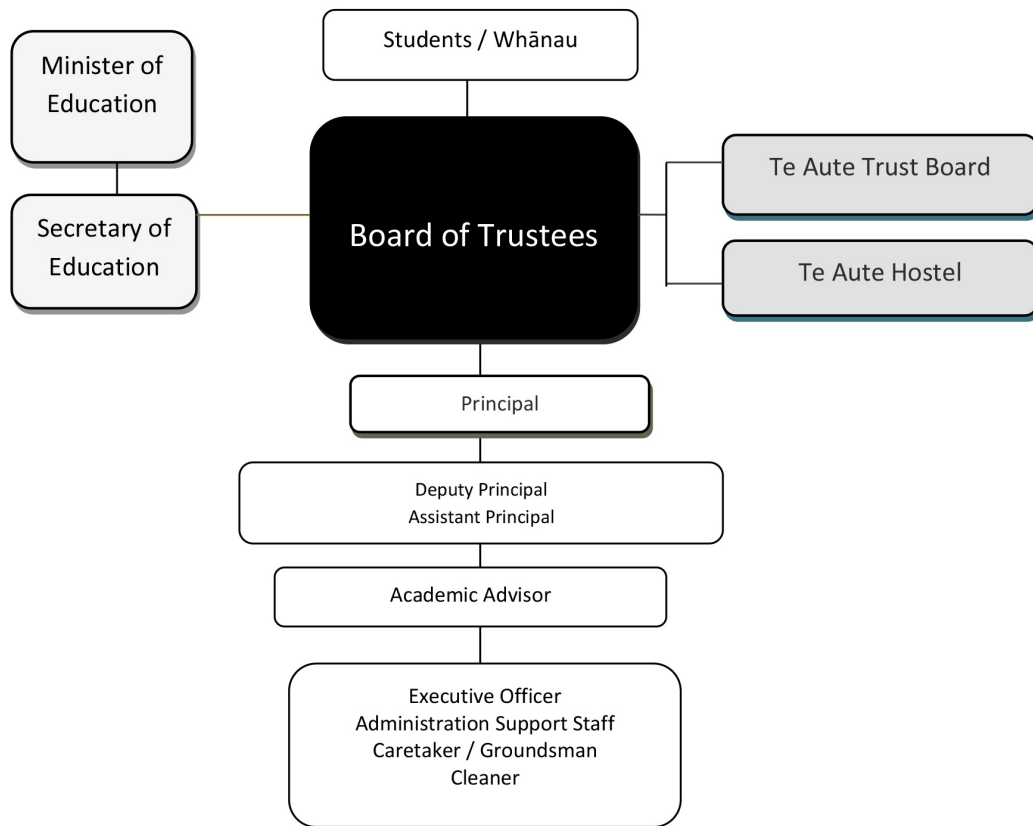 Students / Whānau
Minister of
Education
Te Aute Trust Board
Secretary of
Education
Board of Trustees
Te Aute Hostel
Principal
Deputy Principal
Assistant Principal
Academic Advisor
Executive Officer
Administration Support Staff
Caretaker / Groundsman
Cleaner